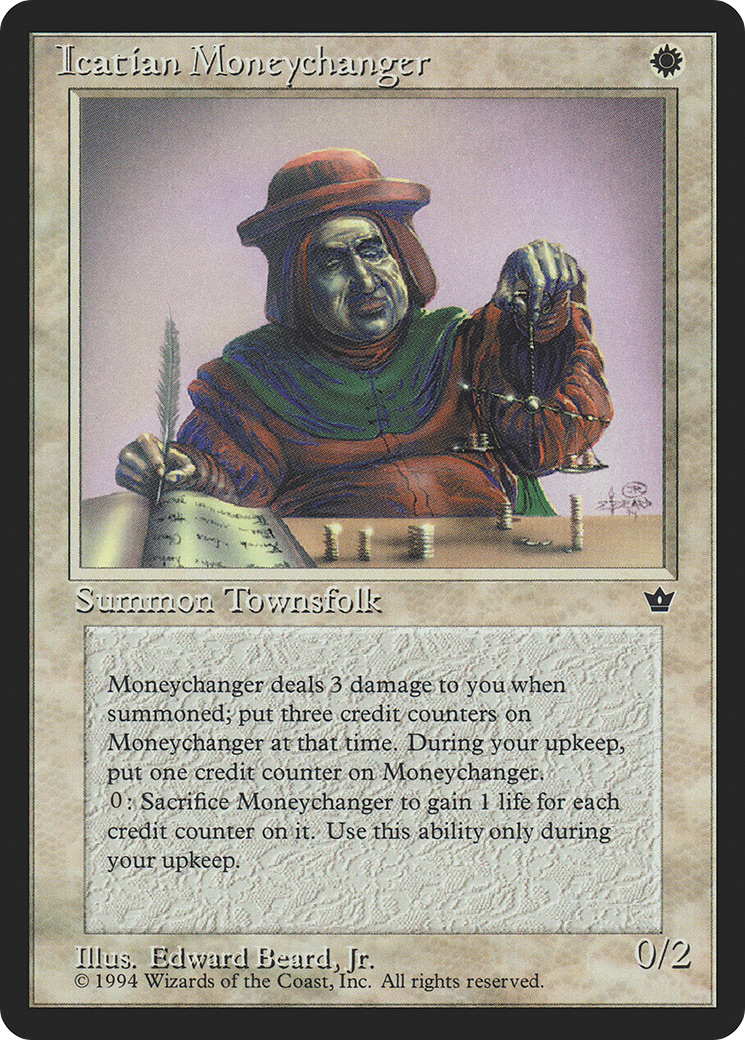 Icatian Moneychanger
Summon Townsfolk
Moneychanger deals 3 damage to you when
summoned; put three credit counters on
Moneychanger at that time. During your upkeep,
put one credit counter on Moneychanger.
0: Sacrifice Moneychanger to gain 1 life for each
credit counter on it. Use this ability only during
your upkeep.
Illus. Edward Beard, Jr.
0/2
© 1994 Wizards of the Coast, Inc. All rights reserved.